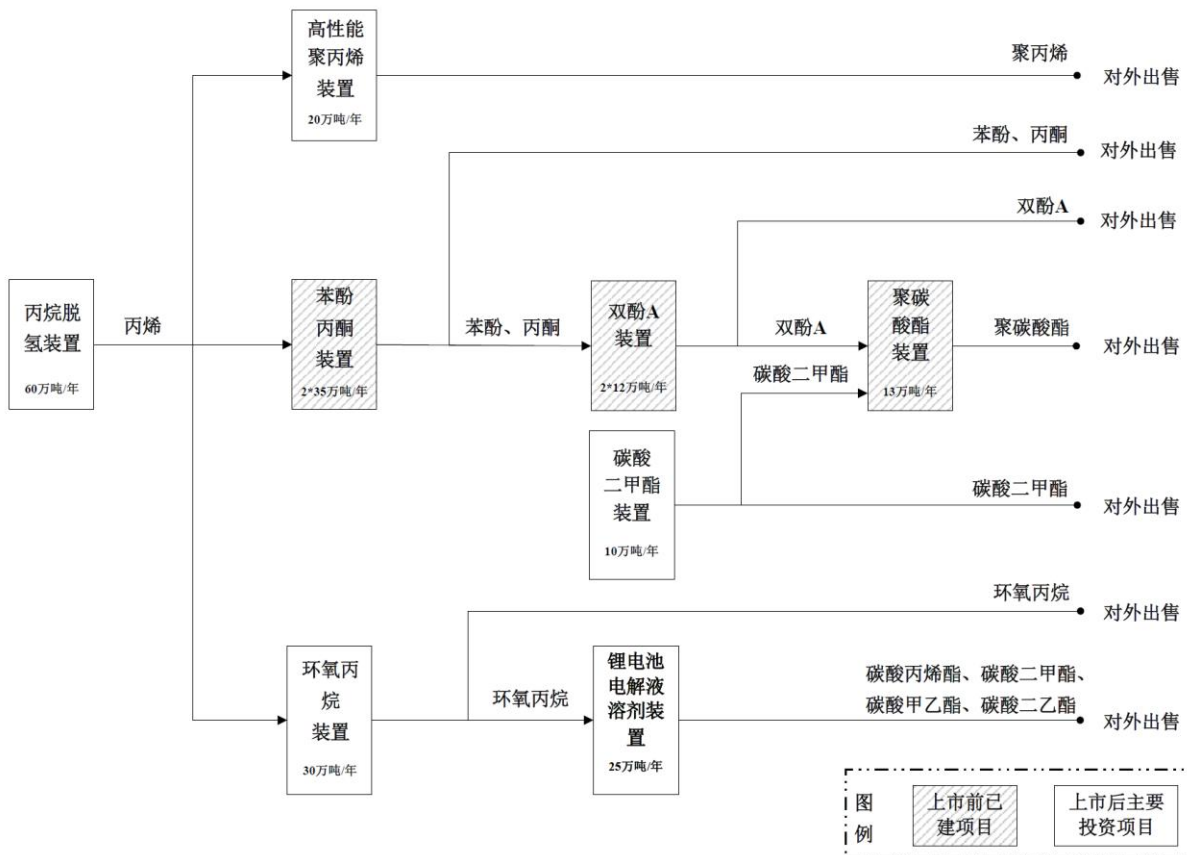 高性能
聚丙烯
装置
20万吨/年
聚丙烯
对外出售
苯酚、丙酮
对外出售
双酚A
对外出售
丙烷脱
氢装置
60万吨/年
丙烯
苯酚
丙酮
装置
2*35万吨/年
苯酚、丙酮
双酚A
装置
2*12万吨/年
双酚A
碳酸二甲酯
聚碳
酸酯
装置
13万吨/年
聚碳酸酯
对外出售
碳酸
二甲酯
装置
10万吨/年
碳酸二甲酯
对外出售
环氧丙烷
对外出售
环氧丙
烷
装置
30万吨/年
环氧丙烷
锂电池
电解液
溶剂装
置
25万吨/年
碳酸丙烯酯、碳酸二甲酯、
碳酸甲乙酯、碳酸二乙酯
对外出售
图
例
上市前已
建项目
上市后主要
投资项目